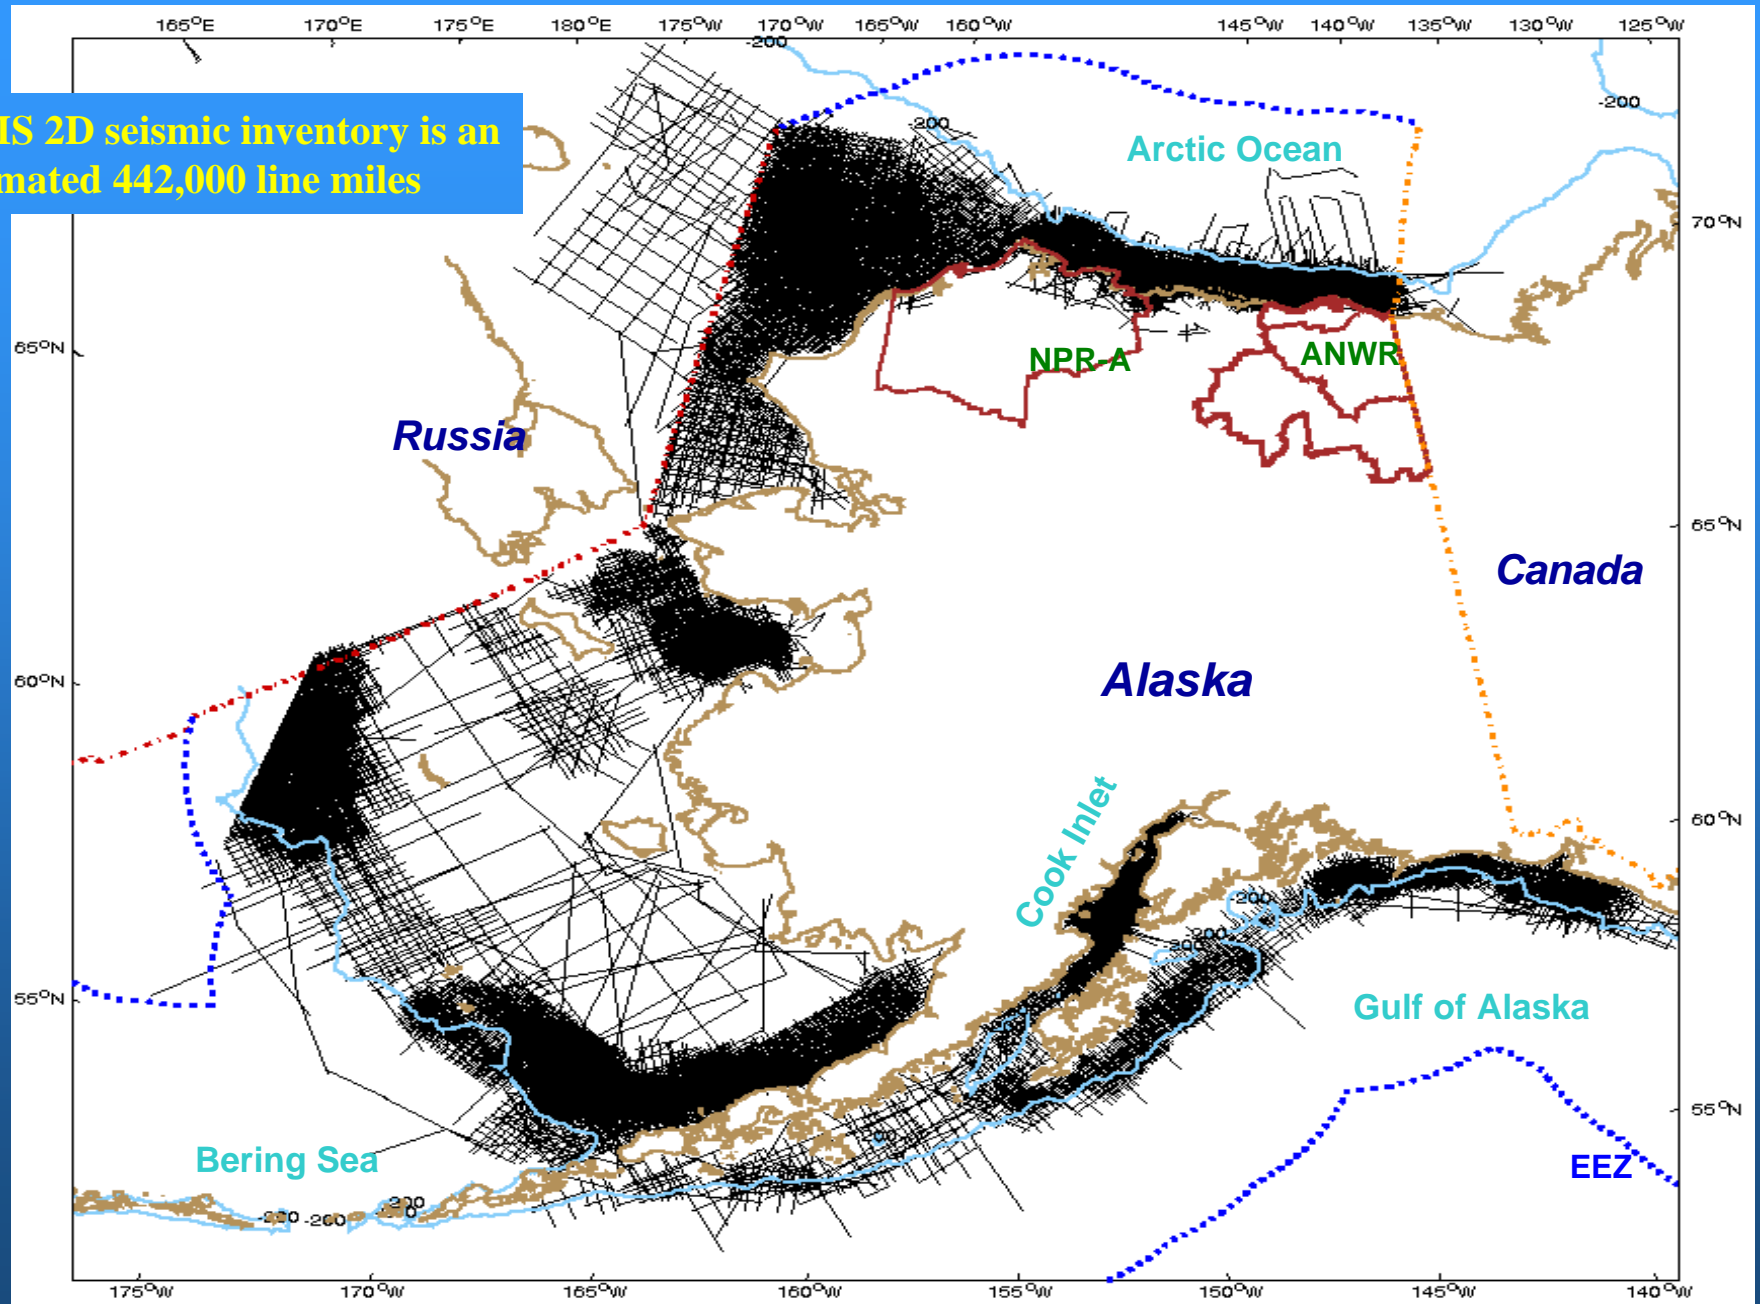 165°E 170°E 175°E 180°E 175°W 170°W 165°W 160°W 145°W 140°W 135°W 130°W 125°W
-200
-200
IS 2D seismic inventory is an
mated 442,000 line miles
-200
Arctic Ocean
70°N
65°N
NPR-A
ANWR
Russia
65°N
Canada
Alaska
60°N
Cook Inlet
60°N
-200
-200
-200
55°N
Gulf of Alaska
55°N
Bering Sea
EEZ
-200
-200
-200
175°W 170°W 165°W 160°W 155°W 150°W 145°W 140°W